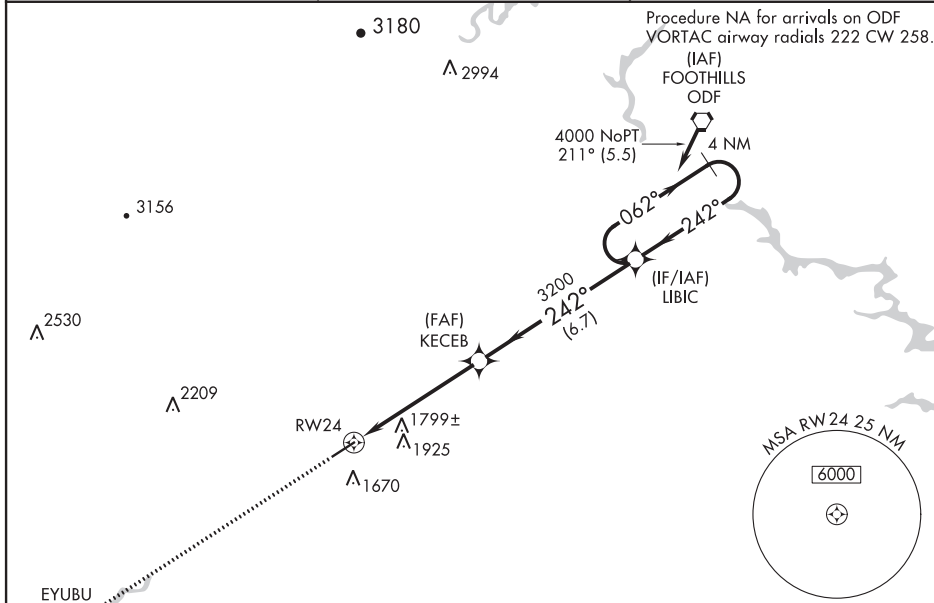 Procedure NA for arrivals on ODF
VORTAC airway radials 222 CW 258.
3180
2994
(IAF)
FOOTHILLS
ODF
4000 NoPT
211° (5.5)
4 NM
3156
062°
242°
(IF/IAF)
LIBIC
3200
242°
(6.7)
2530
(FAF)
KECEB
2209
RW24
1799±
1925
1670
MSA RW24 25 NM
6000
EYUBU